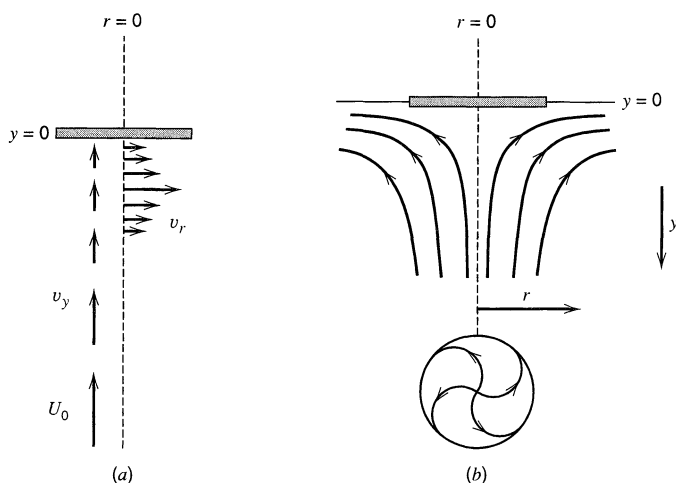 r = 0
y = 0
v_r
v_y
U_0
(a)
r = 0
y = 0
y
r
(b)